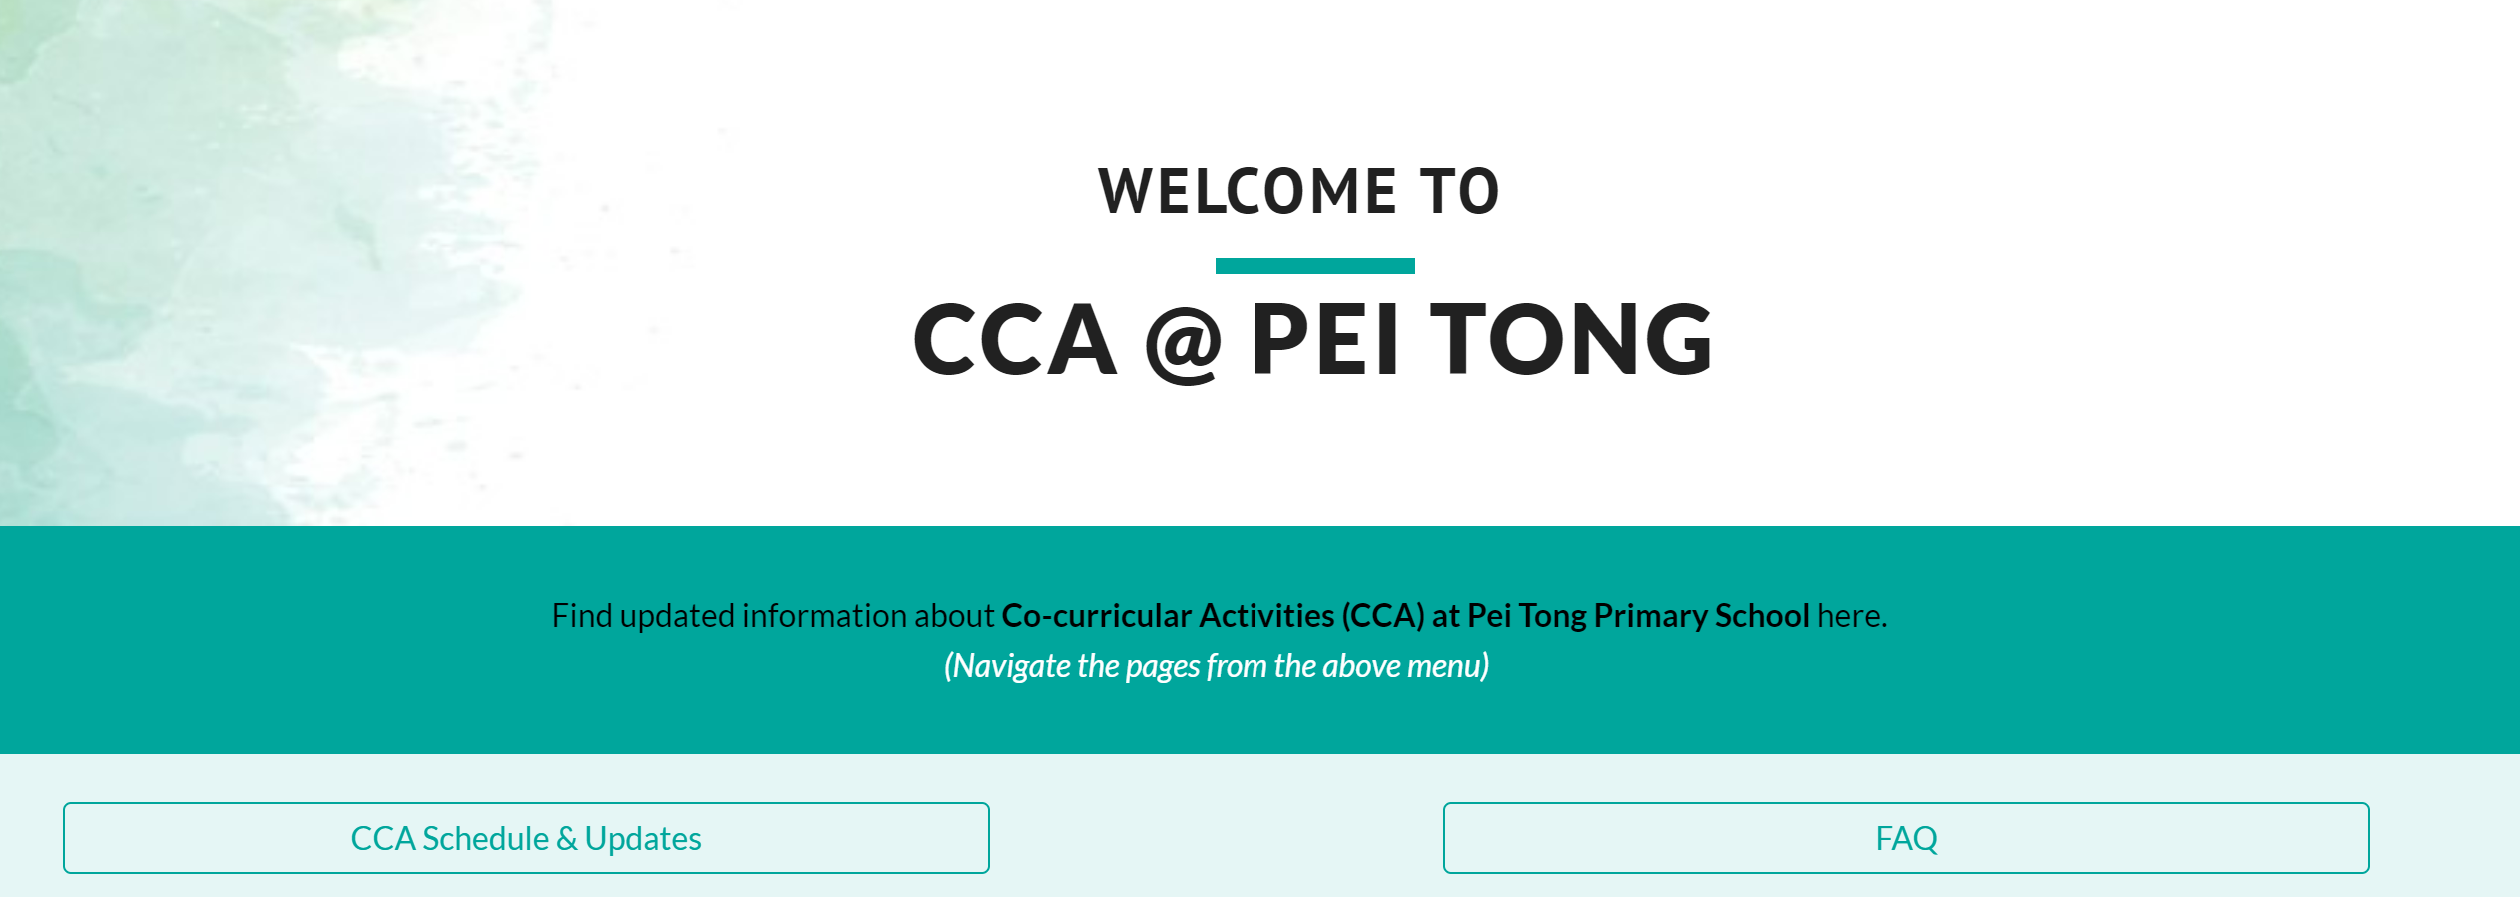 WELCOME TO
CCA @ PEI TONG
Find updated information about Co-curricular Activities (CCA) at Pei Tong Primary School here.
(Navigate the pages from the above menu)
CCA Schedule & Updates
FAQ